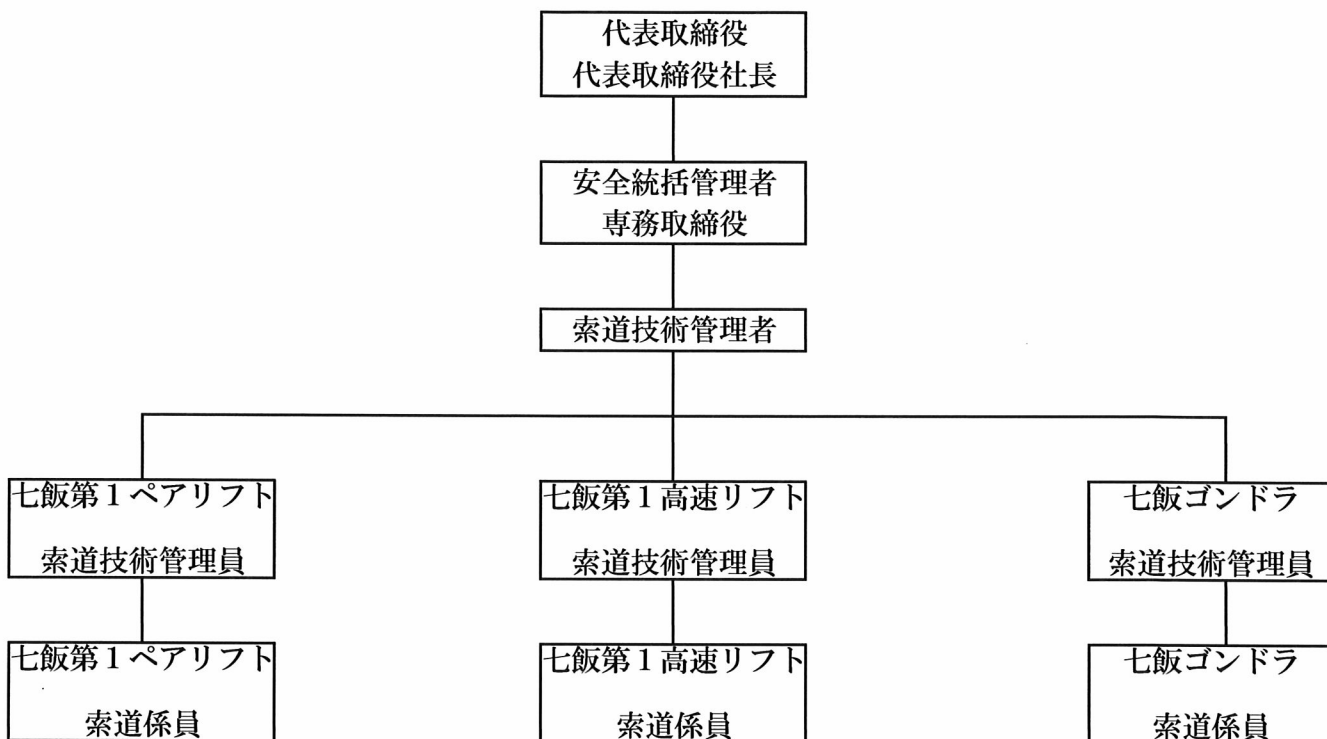 代表取締役
代表取締役社長
安全統括管理者
専務取締役
索道技術管理者
七飯第１ペアリフト
索道技術管理員
七飯第１高速リフト
索道技術管理員
七飯ゴンドラ
索道技術管理員
七飯第１ペアリフト
索道係員
七飯第１高速リフト
索道係員
七飯ゴンドラ
索道係員